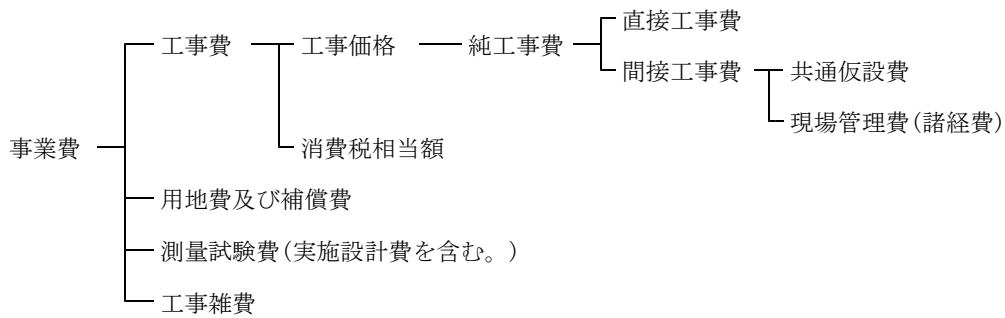 直接工事費
工事費
工事価格
純工事費
間接工事費
共通仮設費
現場管理費(諸経費)
事業費
消費税相当額
用地費及び補償費
測量試験費(実施設計費を含む。)
工事雑費